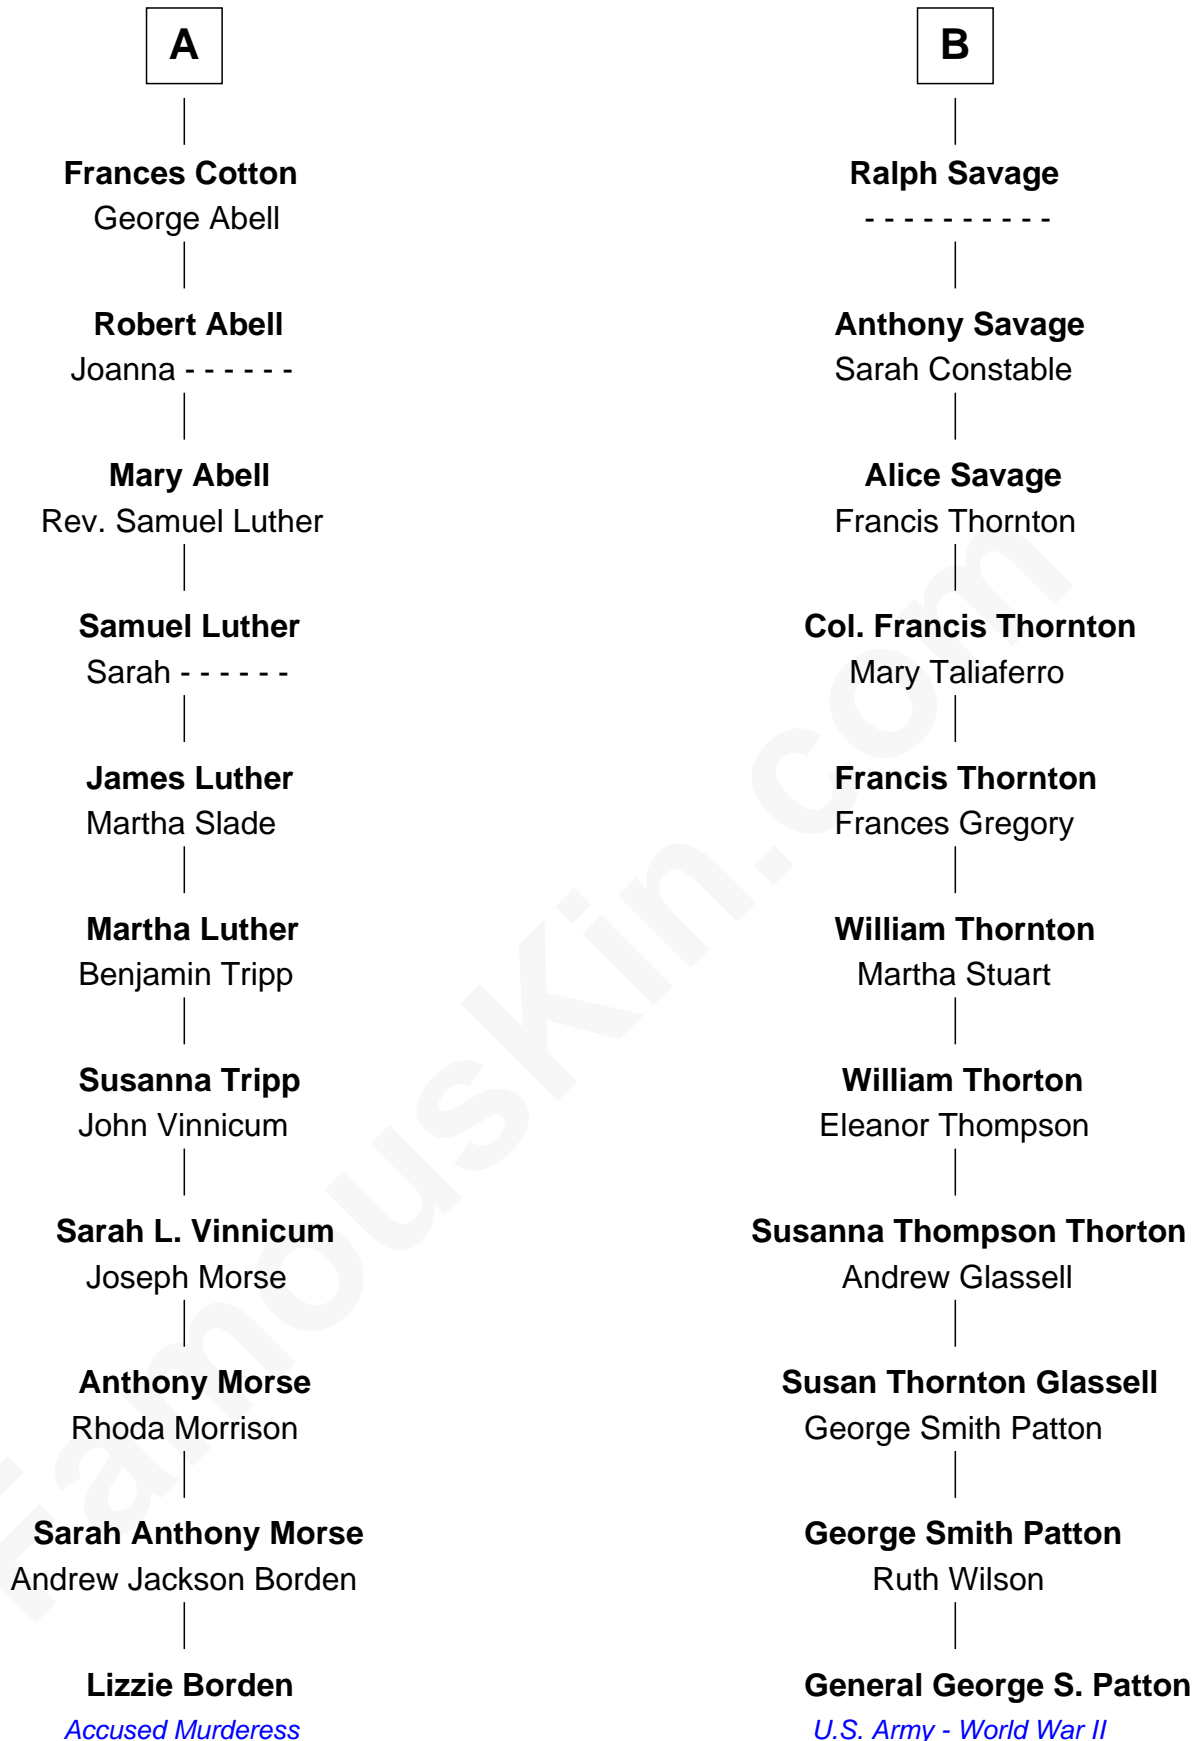 A
Frances Cotton
George Abell
Robert Abell
Joanna - - - - - -
Mary Abell
Rev. Samuel Luther
Samuel Luther
Sarah - - - - - -
James Luther
Martha Slade
Martha Luther
Benjamin Tripp
Susanna Tripp
John Vinnicum
Sarah L. Vinnicum
Joseph Morse
Anthony Morse
Rhoda Morrison
Sarah Anthony Morse
Andrew Jackson Borden
Lizzie Borden
Accused Murderess
B
Ralph Savage
- - - - - - - - - -
Anthony Savage
Sarah Constable
Alice Savage
Francis Thornton
Col. Francis Thornton
Mary Taliaferro
Francis Thornton
Frances Gregory
William Thornton
Martha Stuart
William Thorton
Eleanor Thompson
Susanna Thompson Thorton
Andrew Glassell
Susan Thornton Glassell
George Smith Patton
George Smith Patton
Ruth Wilson
General George S. Patton
U.S. Army - World War II
FamousKin.com